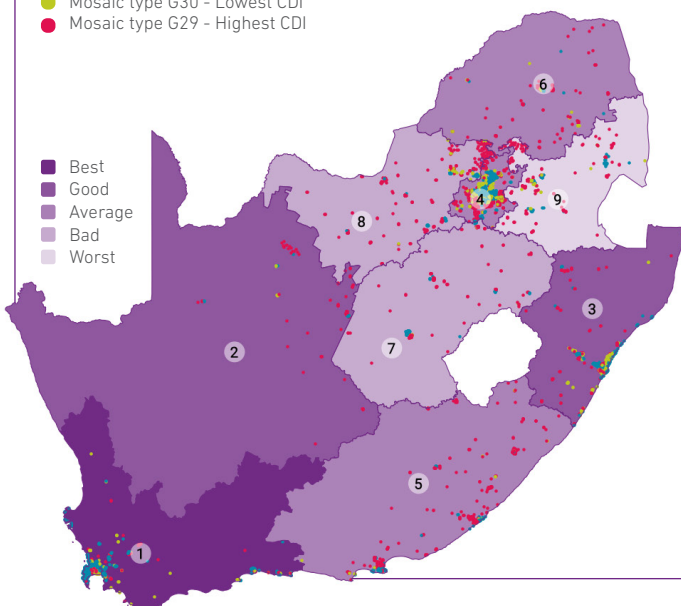 Mosaic type G30 - Lowest CDI
Mosaic type G29 - Highest CDI
6
Best
Good
Average
Bad
Worst
4
9
8
3
2
7
5
1